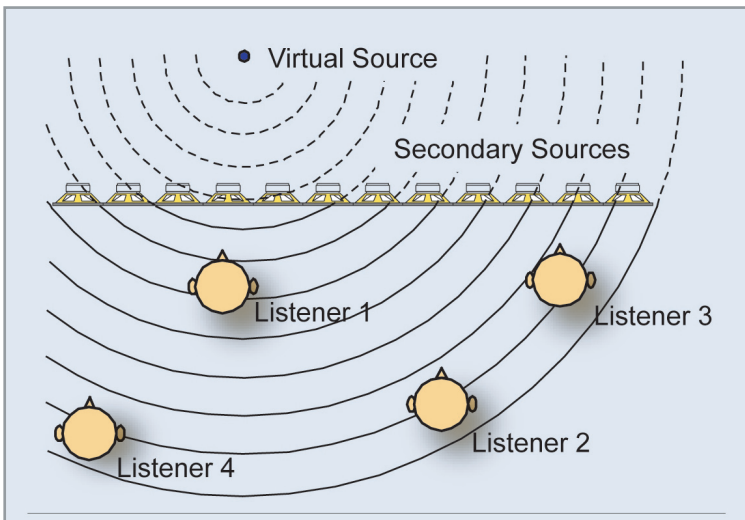 Virtual Source
Secondary Sources
Listener 1
Listener 3
Listener 2
Listener 4